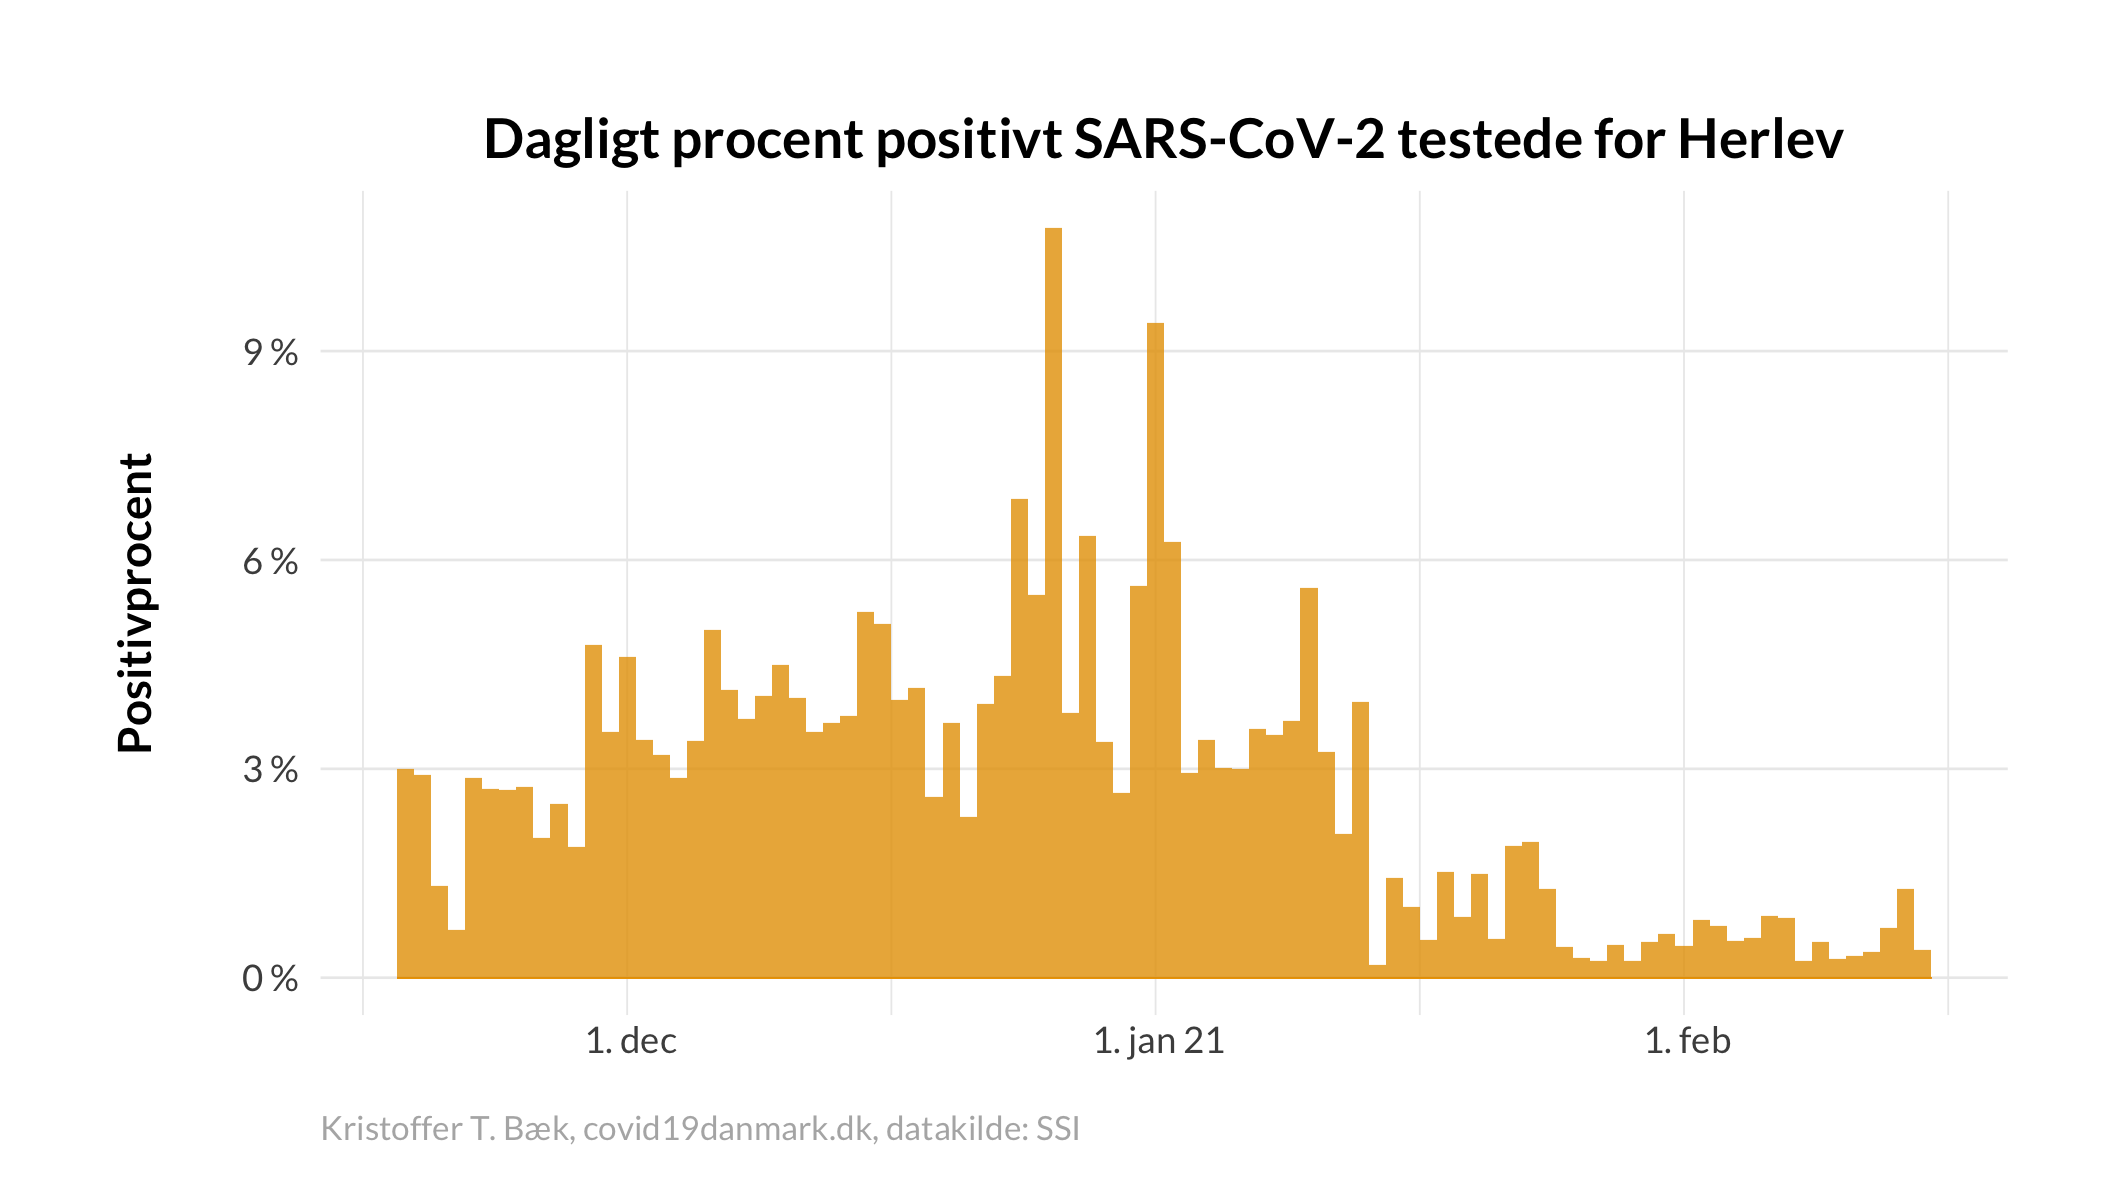 Dagligt procent positivt SARS-CoV-2 testede for Herlev
Positivprocent
9 %
6 %
3 %
0 %
1. dec
1. jan 21
1. feb
Kristoffer T. Bæk, covid19danmark.dk, datakilde: SSI